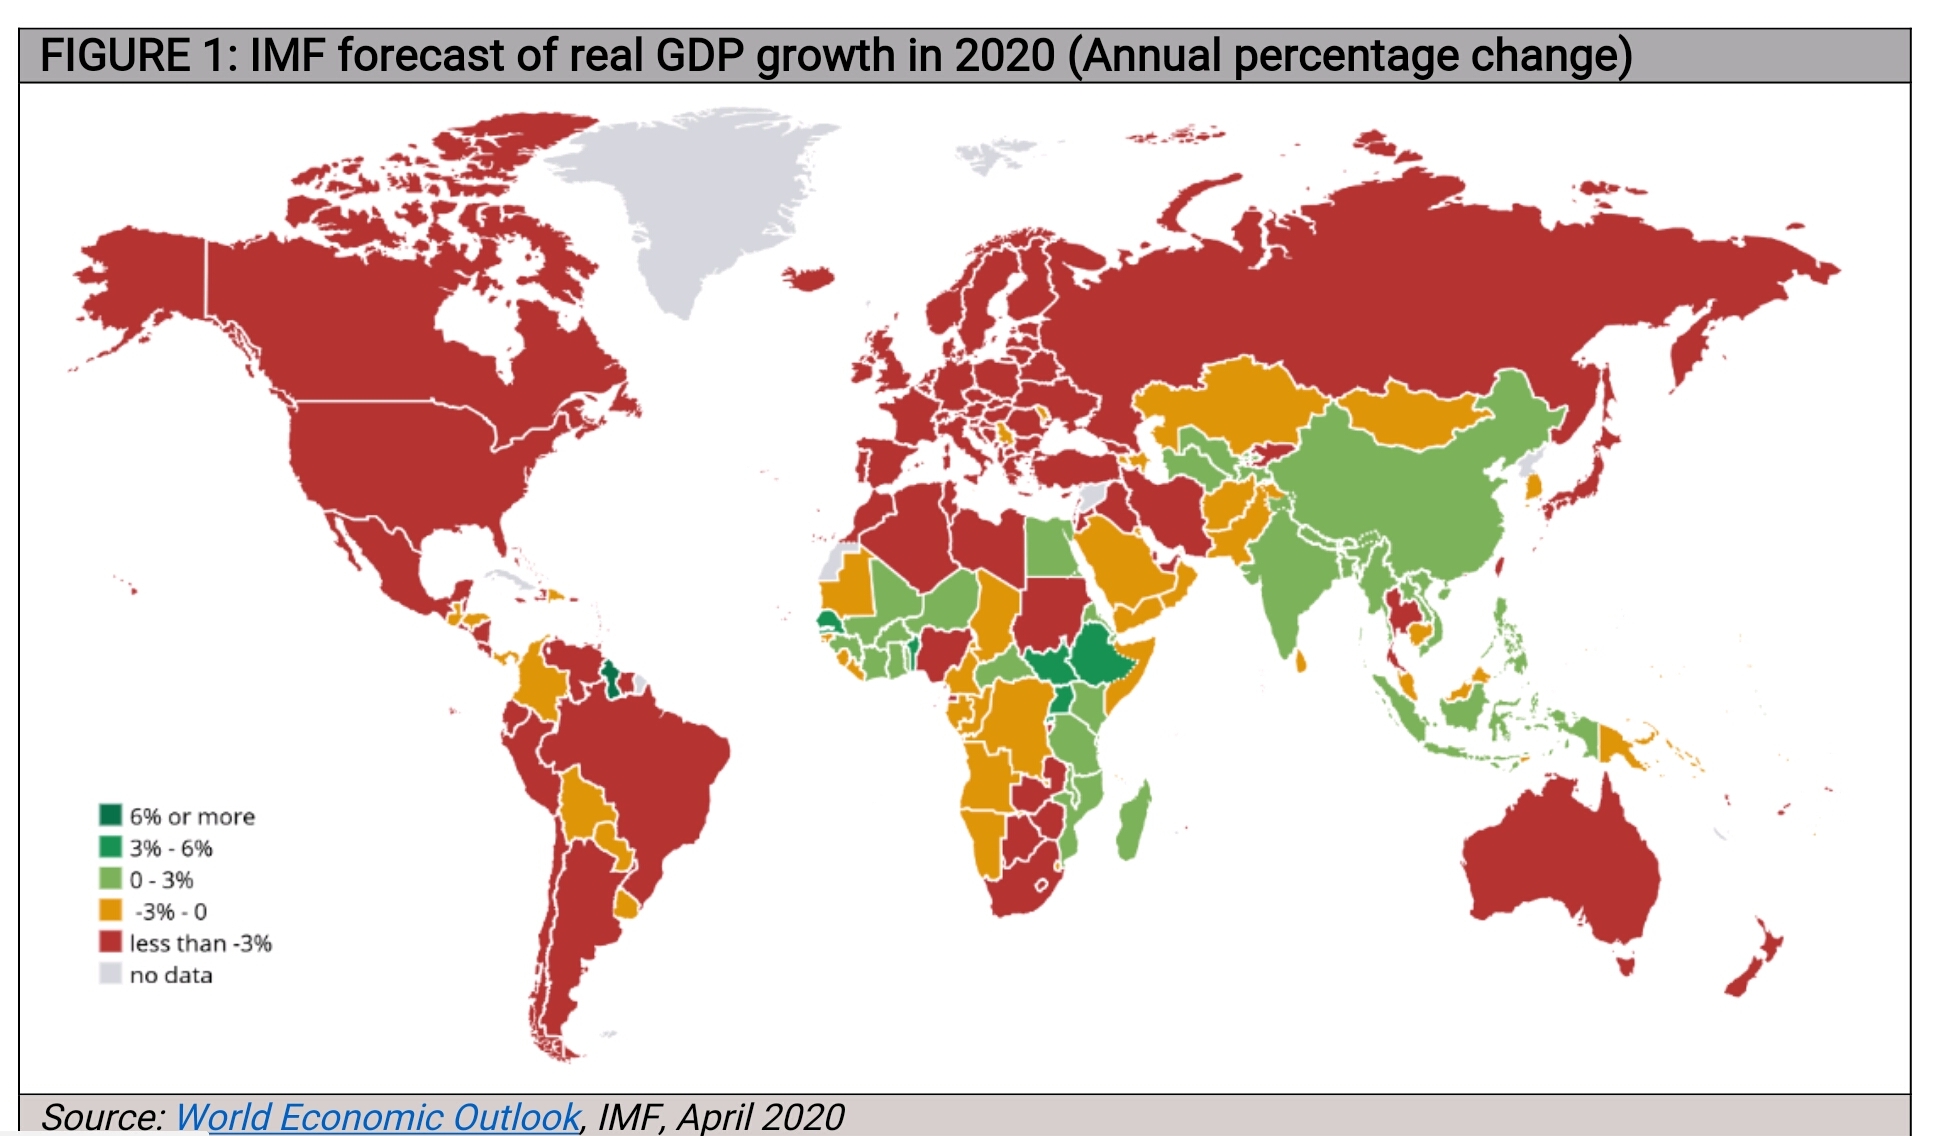 FIGURE 1: IMF forecast of real GDP growth in 2020 (Annual percentage change)
6% or more
3% - 6%
0 - 3%
-3% - 0
less than -3%
no data
Source: World Economic Outlook, IMF, April 2020